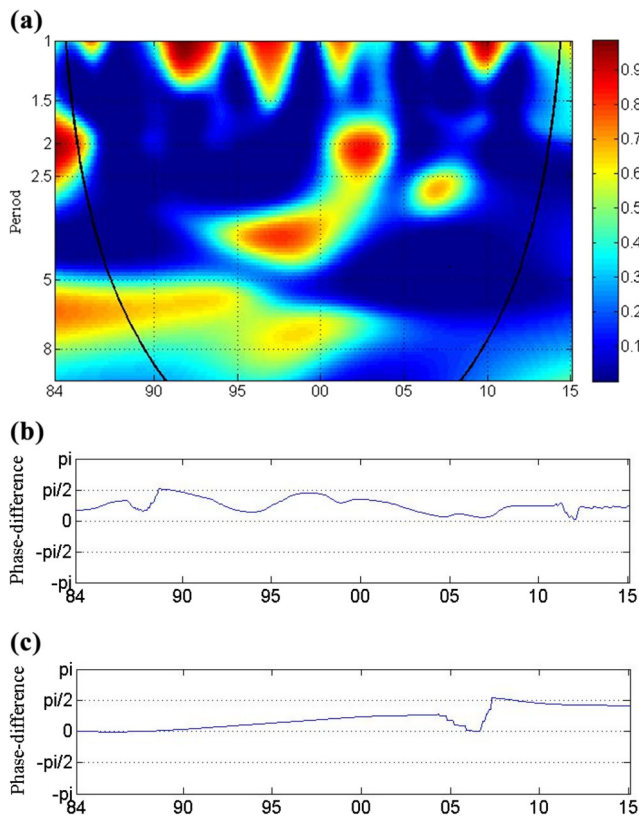 (a)
1
1.5
2
2.5
5
8
Period
84 90 95 00 05 10 15
0.9
0.8
0.7
0.6
0.5
0.4
0.3
0.2
0.1
(b)
Phase-difference
pi
pi/2
0
-pi/2
-pi
84 90 95 00 05 10 15
(c)
Phase-difference
pi
pi/2
0
-pi/2
-pi
84 90 95 00 05 10 15